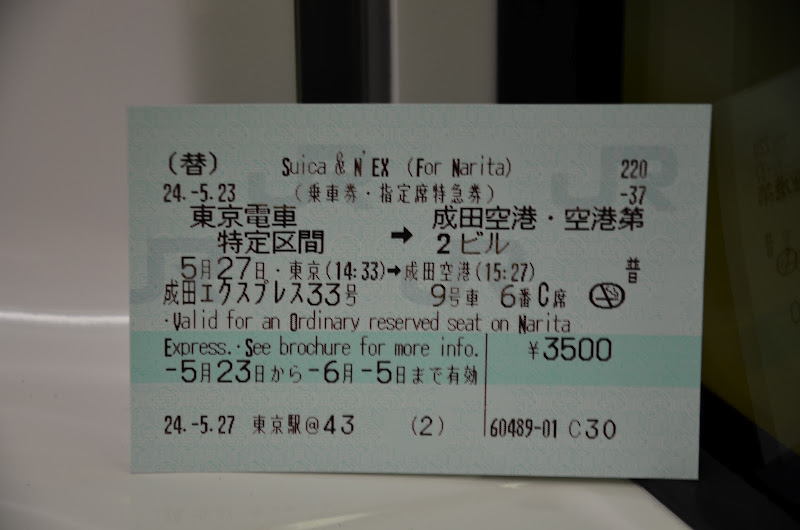 (替) Suica & N'EX (For Narita) 220
24.-5.23 (乗車券・指定席特急券) -37
東京電車 → 成田空港・空港第
特定区間 2ビル
5月27日・東京(14:33)→成田空港(15:27) 普
成田エクスプレス33号 9号車 6番C席
・Valid for an Ordinary reserved seat on Narita
Express.・See brochure for more info. ¥3500
-5月23日から-6月-5日まで有効
24.-5.27 東京駅@43 (2) 60489-01 C30